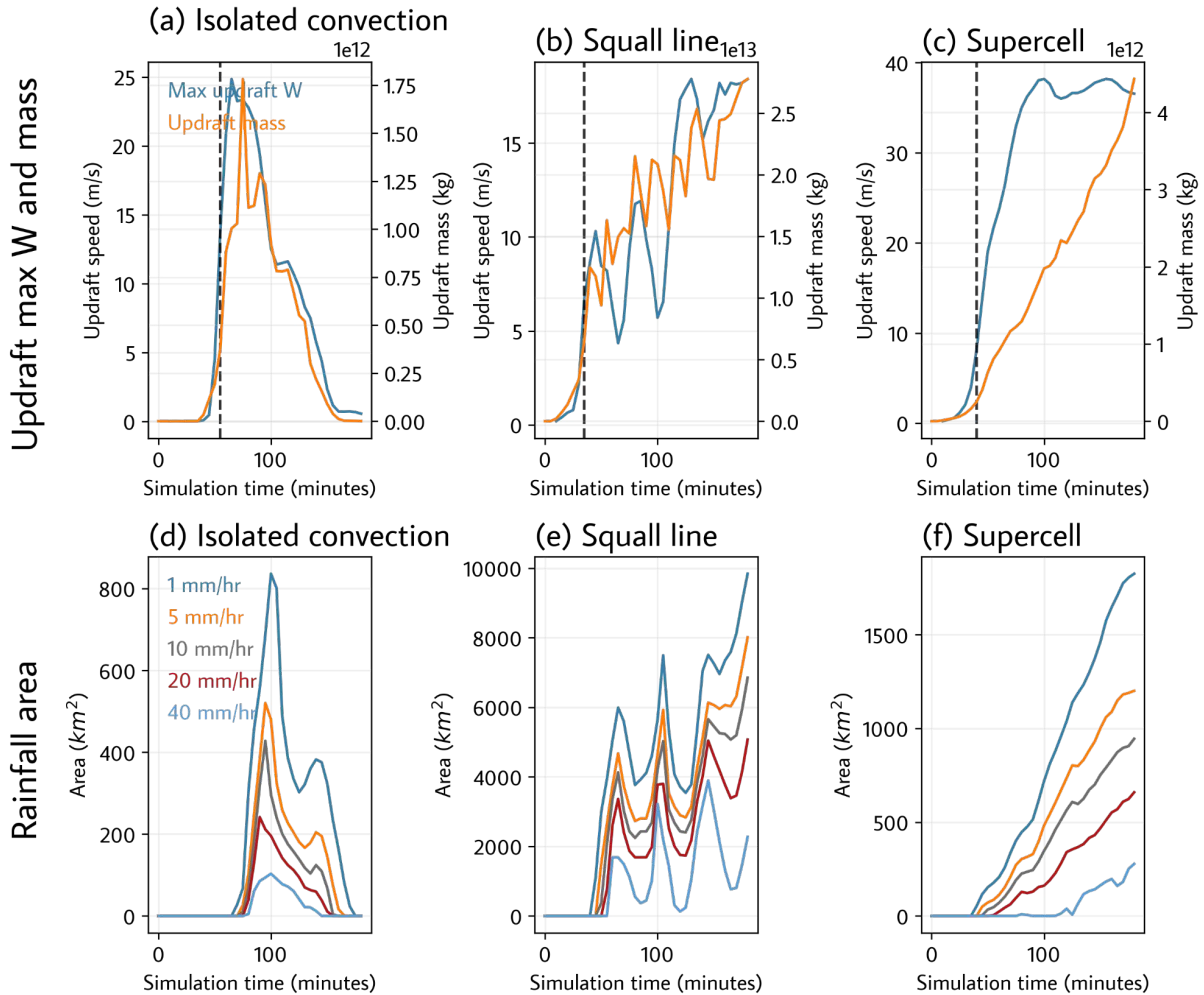 (a) Isolated convection
1e12
Max updraft W
Updraft mass
25
20
15
10
5
0
Updraft speed (m/s)
1.75
1.50
1.25
1.00
0.75
0.50
0.25
0.00
Updraft mass (kg)
0
100
Simulation time (minutes)
(b) Squall line
1e13
15
10
5
0
Updraft speed (m/s)
2.5
2.0
1.5
1.0
0.5
0.0
Updraft mass (kg)
0
100
Simulation time (minutes)
(c) Supercell
1e12
40
30
20
10
0
Updraft speed (m/s)
4
3
2
1
0
Updraft mass (kg)
0
100
Simulation time (minutes)
Updraft max W and mass
(d) Isolated convection
1 mm/hr
5 mm/hr
10 mm/hr
20 mm/hr
40 mm/hr
800
600
400
200
0
Area (km²)
0
100
Simulation time (minutes)
(e) Squall line
10000
8000
6000
4000
2000
0
Area (km²)
0
100
Simulation time (minutes)
(f) Supercell
1500
1000
500
0
Area (km²)
0
100
Simulation time (minutes)
Rainfall area